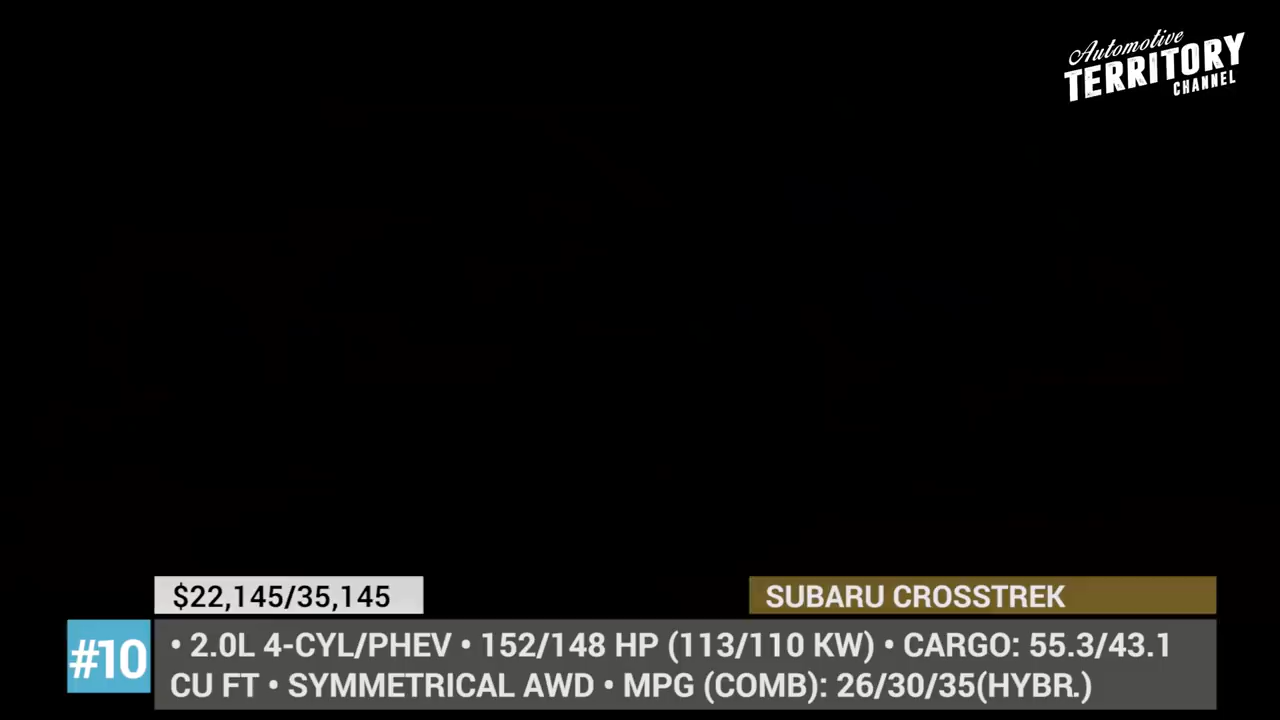 Automotive
TERRITORY
CHANNEL
$22,145/35,145
SUBARU CROSSTREK
#10
• 2.0L 4-CYL/PHEV • 152/148 HP (113/110 KW) • CARGO: 55.3/43.1
CU FT • SYMMETRICAL AWD • MPG (COMB): 26/30/35(HYBR.)